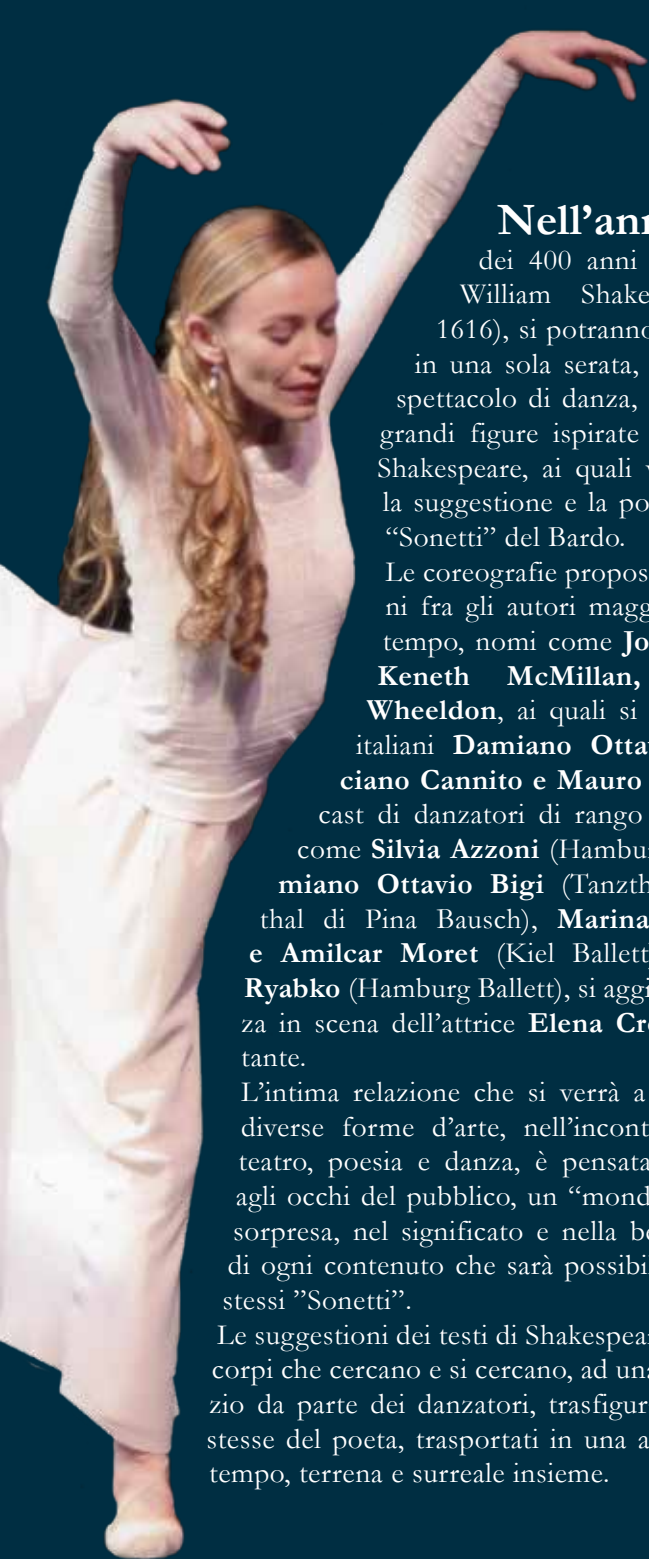 Nell'ann
dei 400 anni
William Shake
1616), si potranno
in una sola serata,
spettacolo di danza,
grandi figure ispirate
Shakespeare, ai quali v
la suggestione e la po
“Sonetti” del Bardo.
Le coreografie propos
ni fra gli autori magg
tempo, nomi come Jo
Keneth McMillan,
Wheeldon, ai quali si
italiani Damiano Otta
ciano Cannito e Mauro
cast di danzatori di rango
come Silvia Azzoni (Hambur
miano Ottavio Bigi (Tanzth
thal di Pina Bausch), Marina
e Amilcar Moret (Kiel Ballett
Ryabko (Hamburg Ballett), si aggi
za in scena dell'attrice Elena Cr
tante.
L'intima relazione che si verrà a
diverse forme d'arte, nell'incont
teatro, poesia e danza, è pensata
agli occhi del pubblico, un “mond
sorpresa, nel significato e nella be
di ogni contenuto che sarà possibi
stessi ”Sonetti”.
Le suggestioni dei testi di Shakespear
corpi che cercano e si cercano, ad una
zio da parte dei danzatori, trasfigur
stesse del poeta, trasportati in una a
tempo, terrena e surreale insieme.